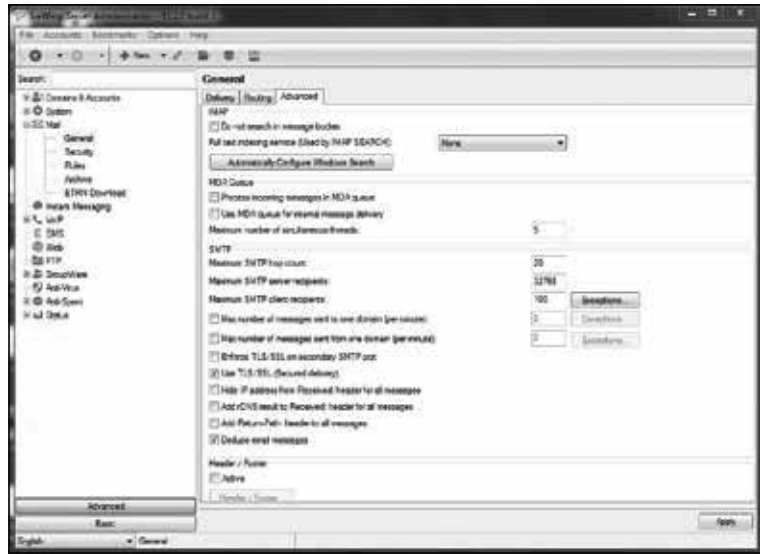 File Accounts Bookmarks Options Help
New
Search:
Domains & Accounts
System
Mail
General
Security
Rules
Archive
ETRN Download
Instant Messaging
VoIP
SMS
Web
FTP
GroupWare
Anti-Virus
Anti-Spam
Status
Advanced
Basic
English
General
General
Delivery Routing Advanced
IMAP
Do not search in message bodies
Full text indexing service (Used by IMAP SEARCH): None
Automatically Configure Windows Search
MDA Queue
Process incoming messages in MDA queue
Use MDA queue for internal message delivery
Maximum number of simultaneous threads: 5
SMTP
Maximum SMTP hop count: 20
Maximum SMTP server recipients:
Maximum SMTP client recipients: 100 Exceptions...
Max number of messages sent to one domain (per minute): 0 Exceptions...
Max number of messages sent from one domain (per minute): 0 Exceptions...
Enforce TLS/SSL on secondary SMTP port
Use TLS/SSL (Secured delivery)
Hide IP address from Received: header for all messages
Add rDNS result to Received: header for all messages
Add Return-Path: header to all messages
Dedupe email messages
Header / Footer
Active
Header / Footer...
Apply